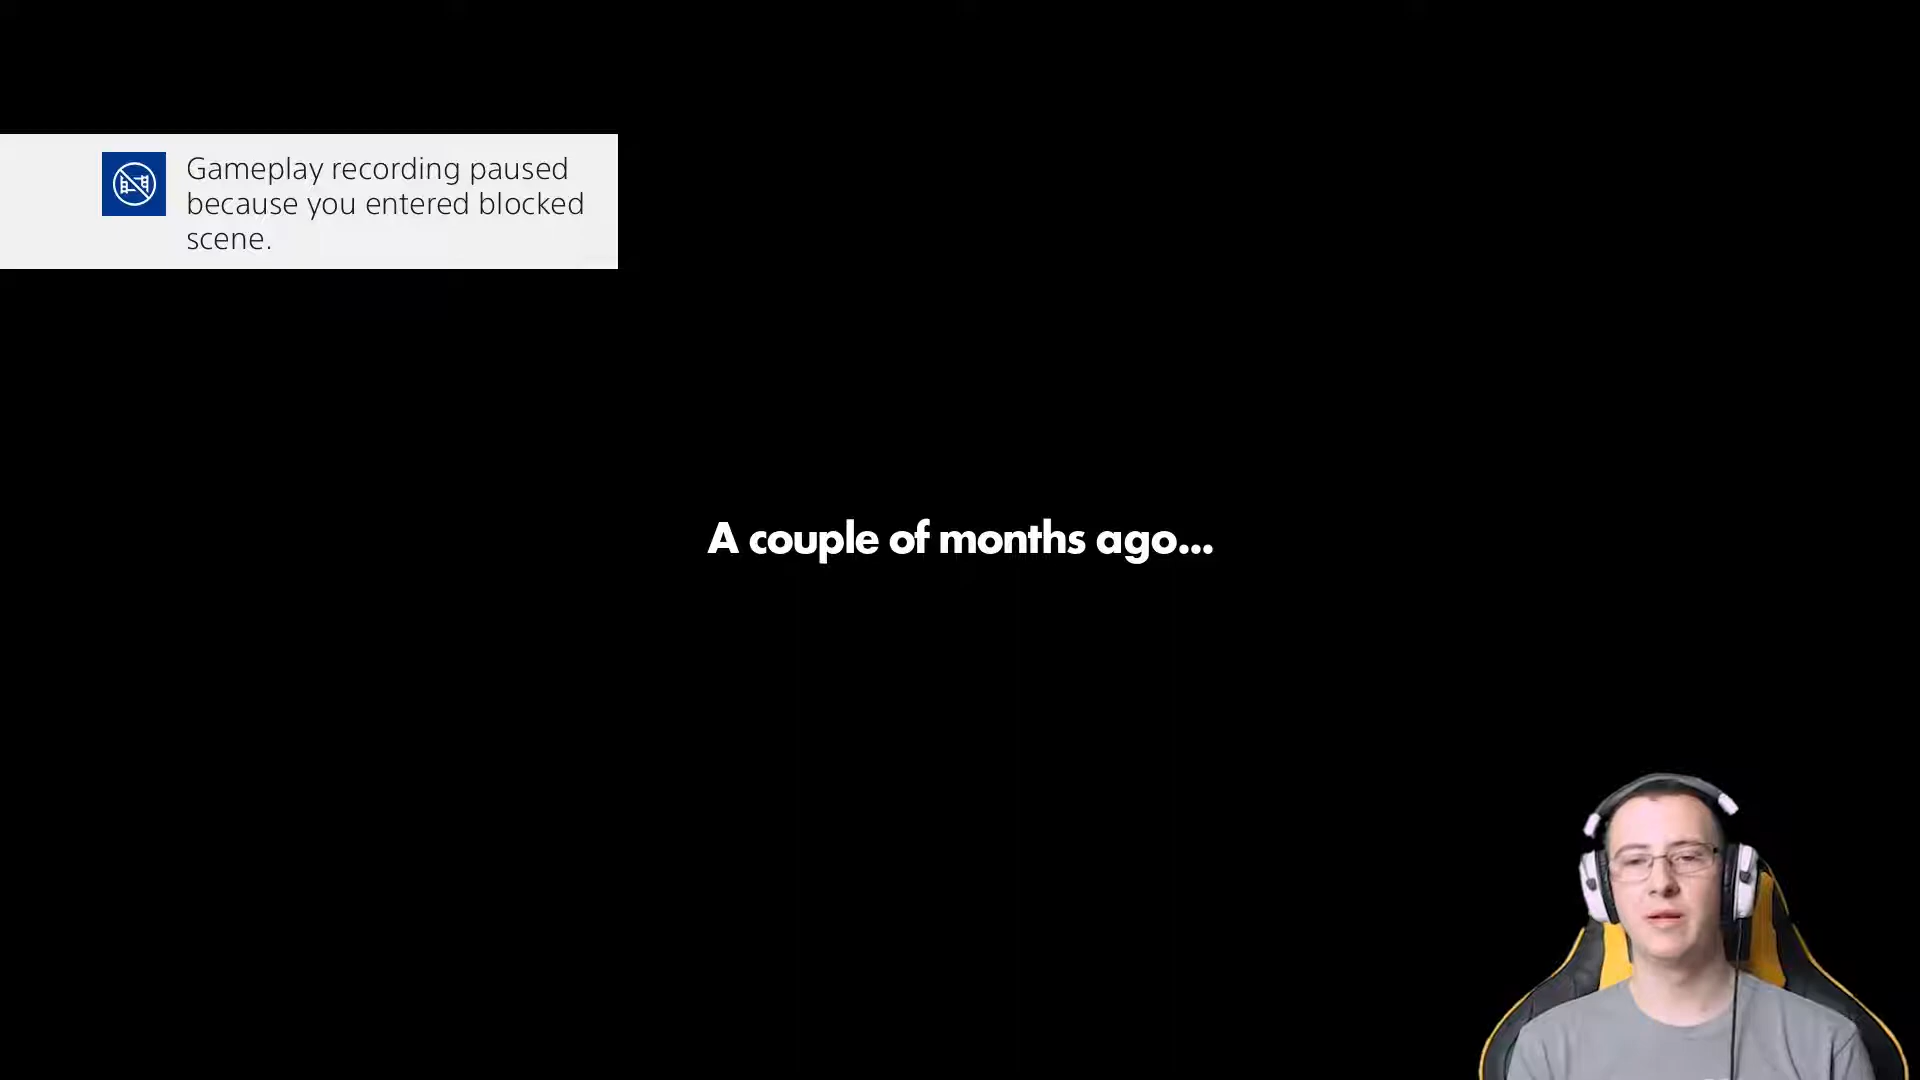 Gameplay recording paused
because you entered blocked
scene.
A couple of months ago...